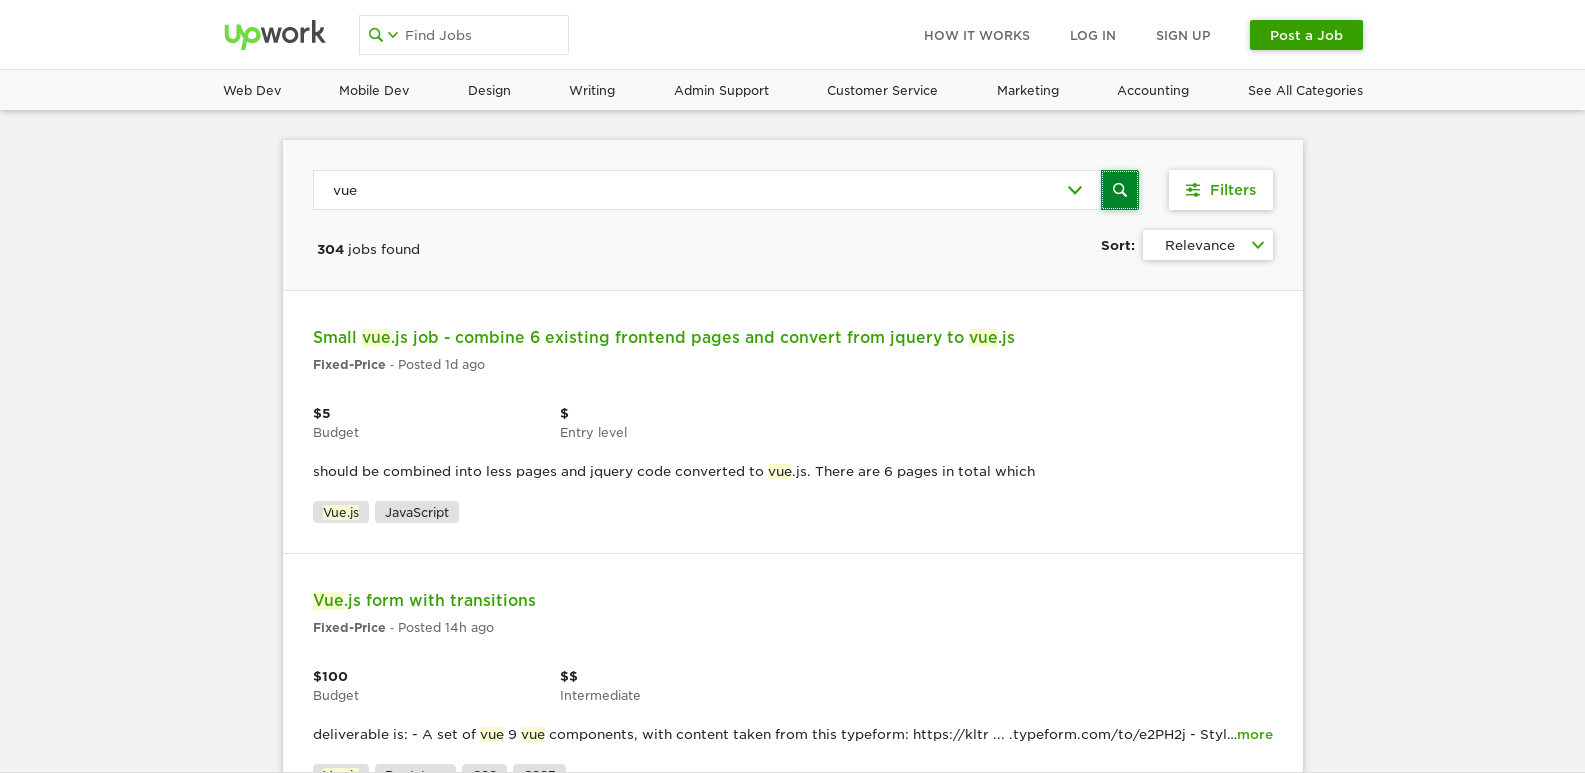 Upwork
Find Jobs
HOW IT WORKS LOG IN SIGN UP Post a Job
Web Dev Mobile Dev Design Writing Admin Support Customer Service Marketing Accounting See All Categories
vue
Filters
304 jobs found
Sort: Relevance
Small vue.js job - combine 6 existing frontend pages and convert from jquery to vue.js
Fixed-Price - Posted 1d ago
$5 $
Budget Entry level
should be combined into less pages and jquery code converted to vue.js. There are 6 pages in total which
Vue.js JavaScript
Vue.js form with transitions
Fixed-Price - Posted 14h ago
$100 $$
Budget Intermediate
deliverable is: - A set of vue 9 vue components, with content taken from this typeform: https://kltr ... .typeform.com/to/e2PH2j - Styl...more